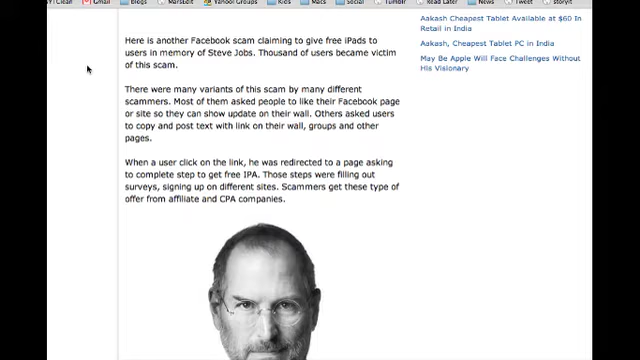 Gmail
Blogs
MarsEdit
Yahoo! Groups
Kids
Macs
Social
Tumblr
Read Later
Tweet
storyit
Here is another Facebook scam claiming to give free iPads to
users in memory of Steve Jobs. Thousand of users became victim
of this scam.
There were many variants of this scam by many different
scammers. Most of them asked people to like their Facebook page
or site so they can show update on their wall. Others asked users
to copy and post text with link on their wall, groups and other
pages.
When a user click on the link, he was redirected to a page asking
to complete step to get free IPA. Those steps were filling out
surveys, signing up on different sites. Scammers get these type of
offer from affiliate and CPA companies.
Aakash Cheapest Tablet Available at $60 In
Retail in India
Aakash, Cheapest Tablet PC in India
May Be Apple Will Face Challenges Without
His Visionary